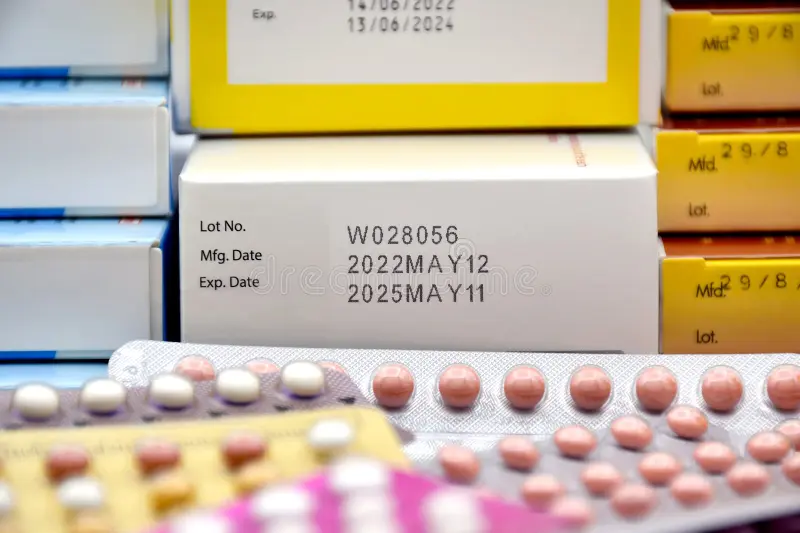 14/06/2022
Exp. 13/06/2024
Mfd. 29/8
Lot.
Mfd. 29/8
Lot.
Mfd. 29/8/
Lot.
Lot No. W028056
Mfg. Date 2022MAY12
Exp. Date 2025MAY11
dreamstime